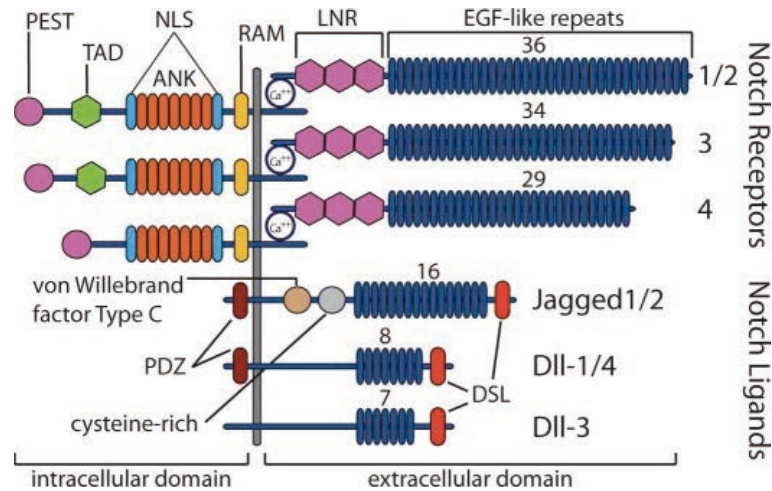 PEST
TAD
NLS
ANK
RAM
LNR
EGF-like repeats
36
1/2
Ca++
34
3
Ca++
29
4
Ca++
Notch Receptors
von Willebrand
factor Type C
16
Jagged1/2
8
PDZ
Dll-1/4
DSL
7
cysteine-rich
Dll-3
Notch Ligands
intracellular domain
extracellular domain